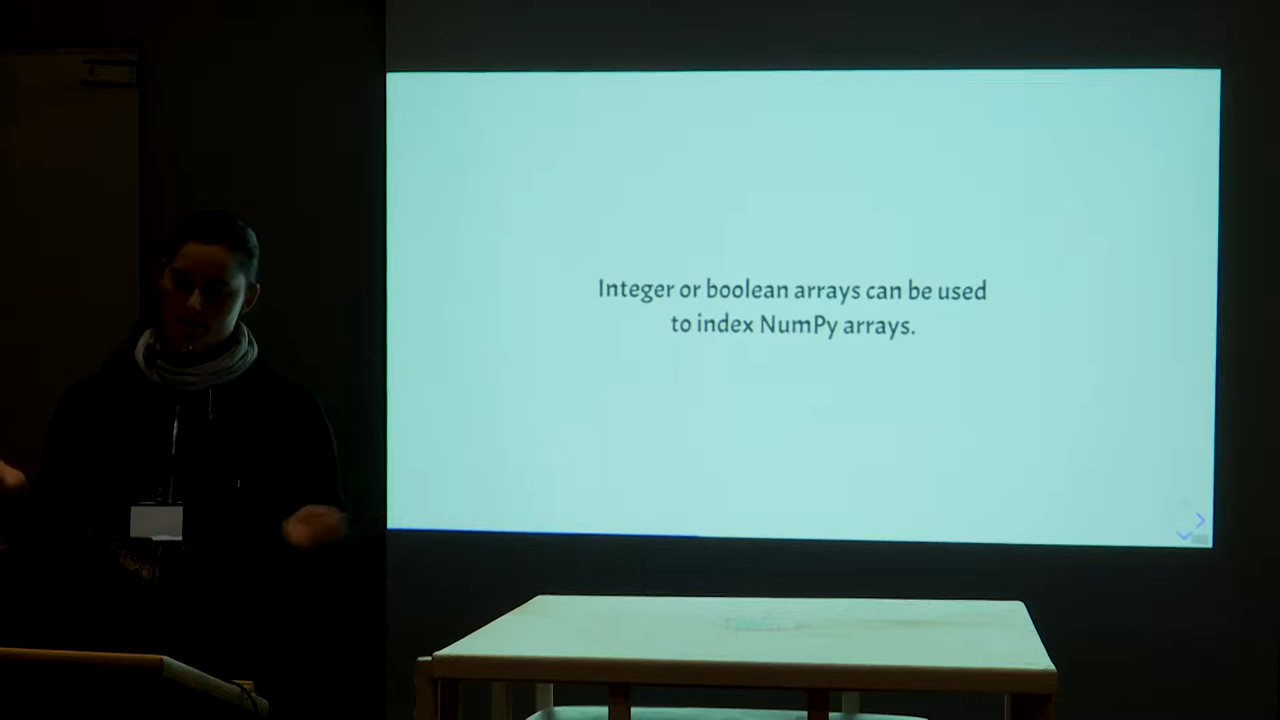 Integer or boolean arrays can be used
to index NumPy arrays.